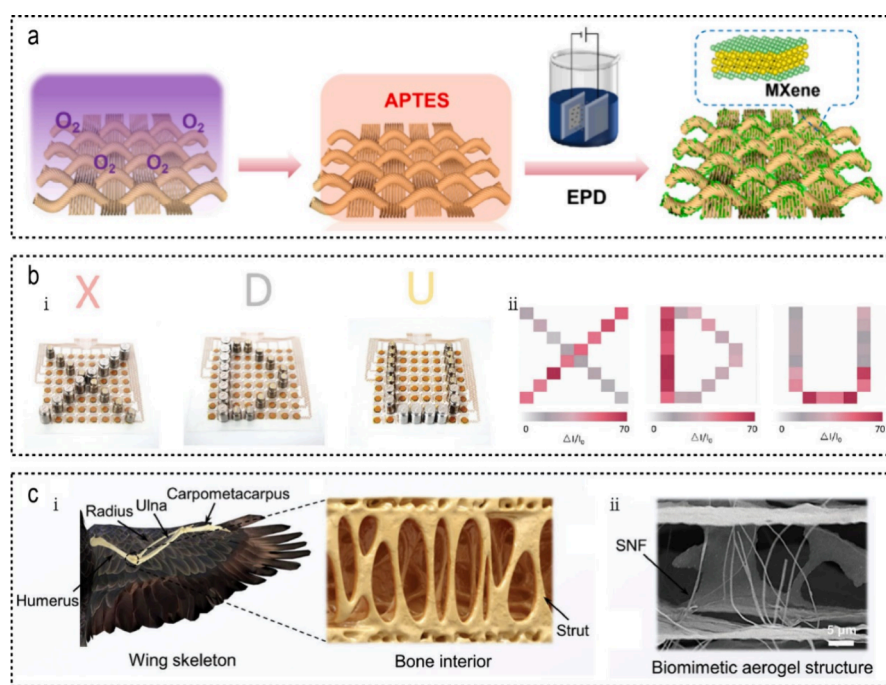 a
O2 O2
O2 O2
APTES
EPD
MXene
b
i
X D U
ii
0 70
ΔI/I0
0 70
ΔI/I0
0 70
ΔI/I0
c
i
Radius
Ulna
Carpometacarpus
Humerus
Wing skeleton
Strut
Bone interior
ii
SNF
5 μm
Biomimetic aerogel structure